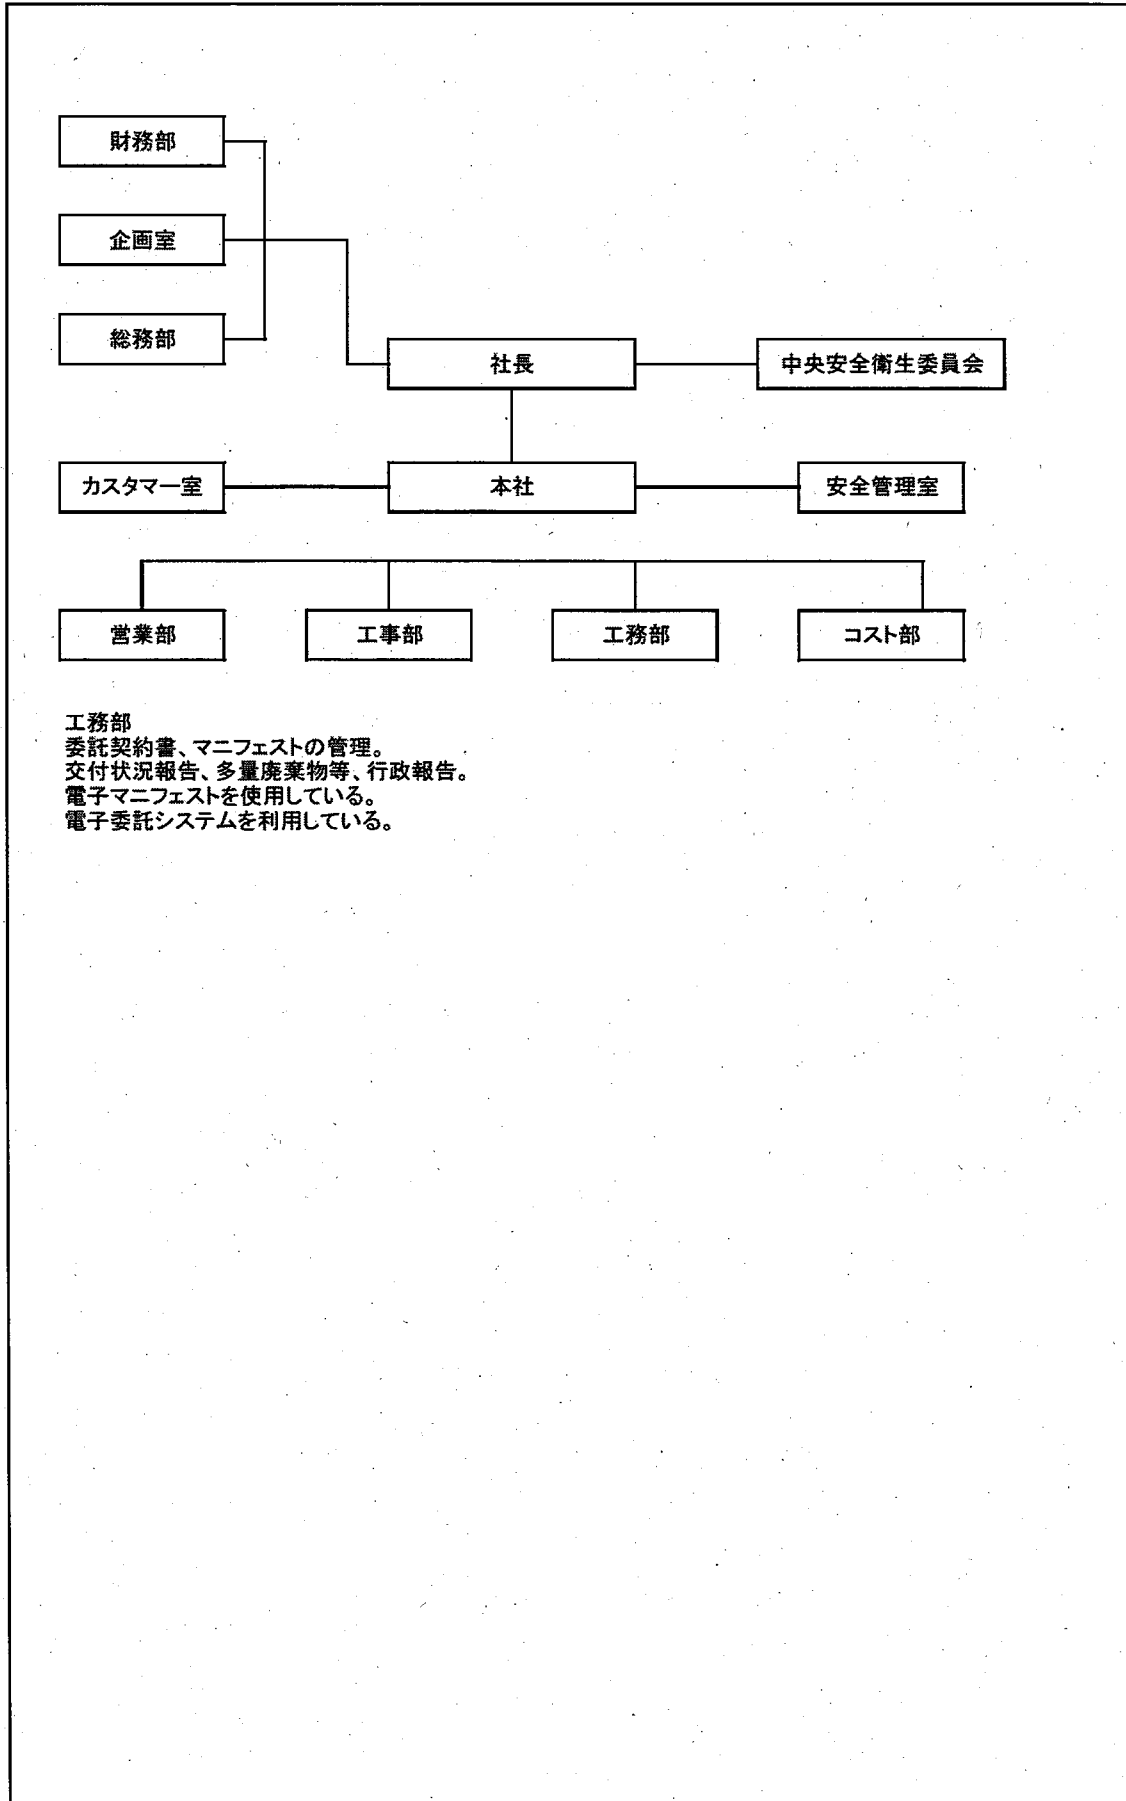 財務部
企画室
総務部
社長
中央安全衛生委員会
カスタマー室
本社
安全管理室
営業部
工事部
工務部
コスト部
工務部
委託契約書、マニフェストの管理。
交付状況報告、多量廃棄物等、行政報告。
電子マニフェストを使用している。
電子委託システムを利用している。